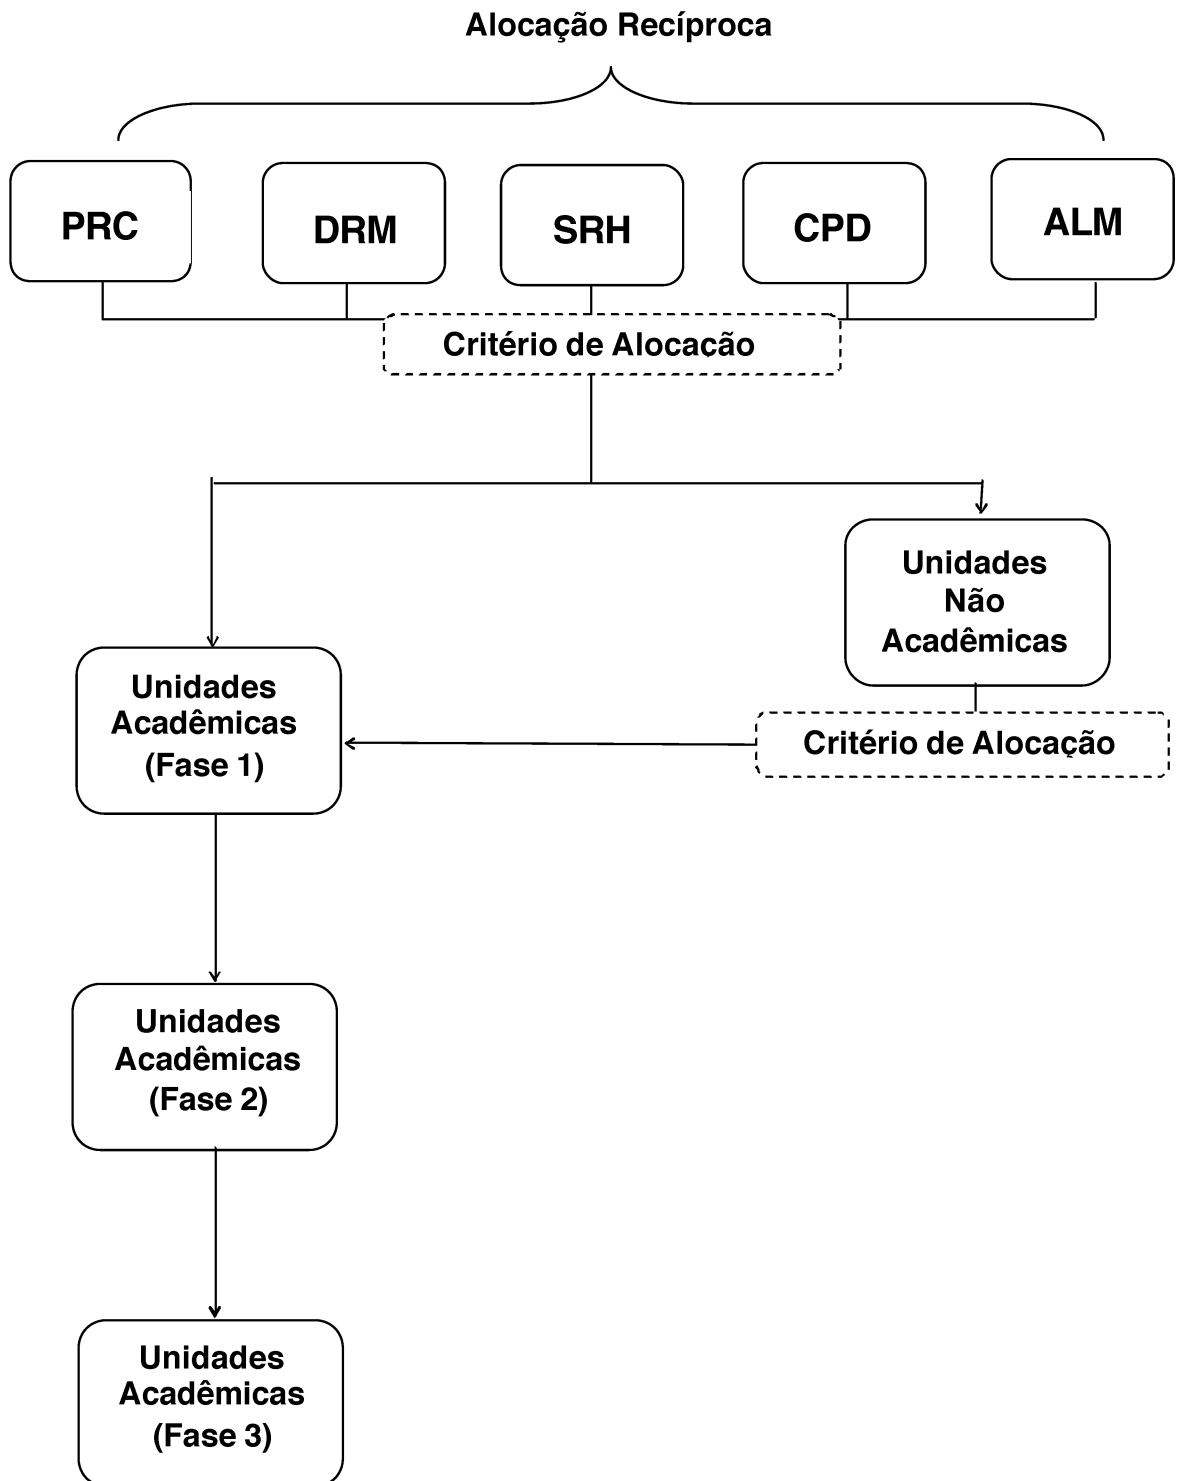 Alocação Recíproca
PRC
DRM
SRH
CPD
ALM
Critério de Alocação
Unidades
Não
Acadêmicas
Unidades
Acadêmicas
(Fase 1)
Critério de Alocação
Unidades
Acadêmicas
(Fase 2)
Unidades
Acadêmicas
(Fase 3)